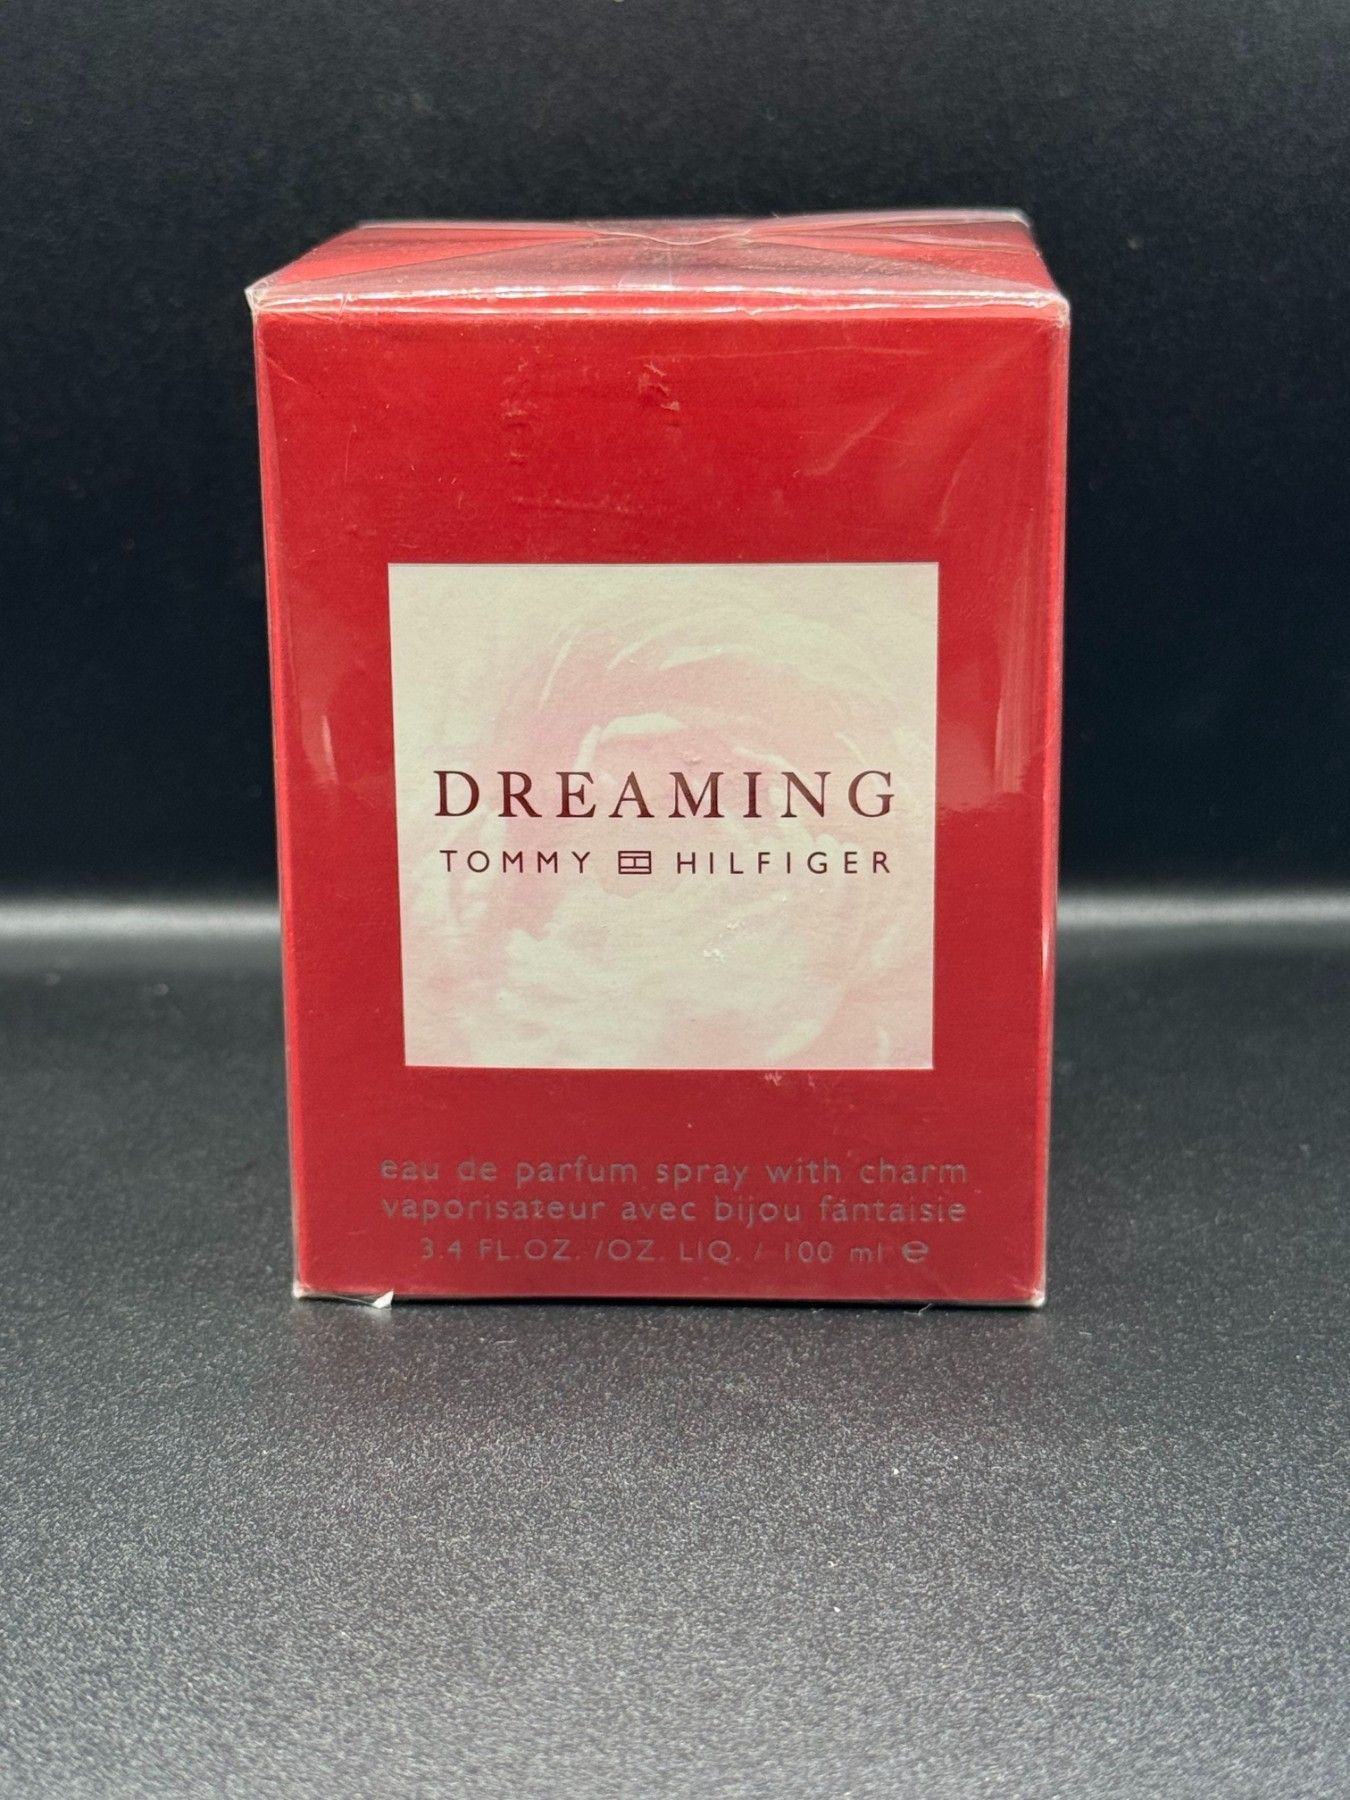 DREAMING
TOMMY HILFIGER
eau de parfum spray with charm
vaporisateur avec bijou fantaisie
3.4 FL.OZ. /OZ. LIQ. / 100 ml ℮